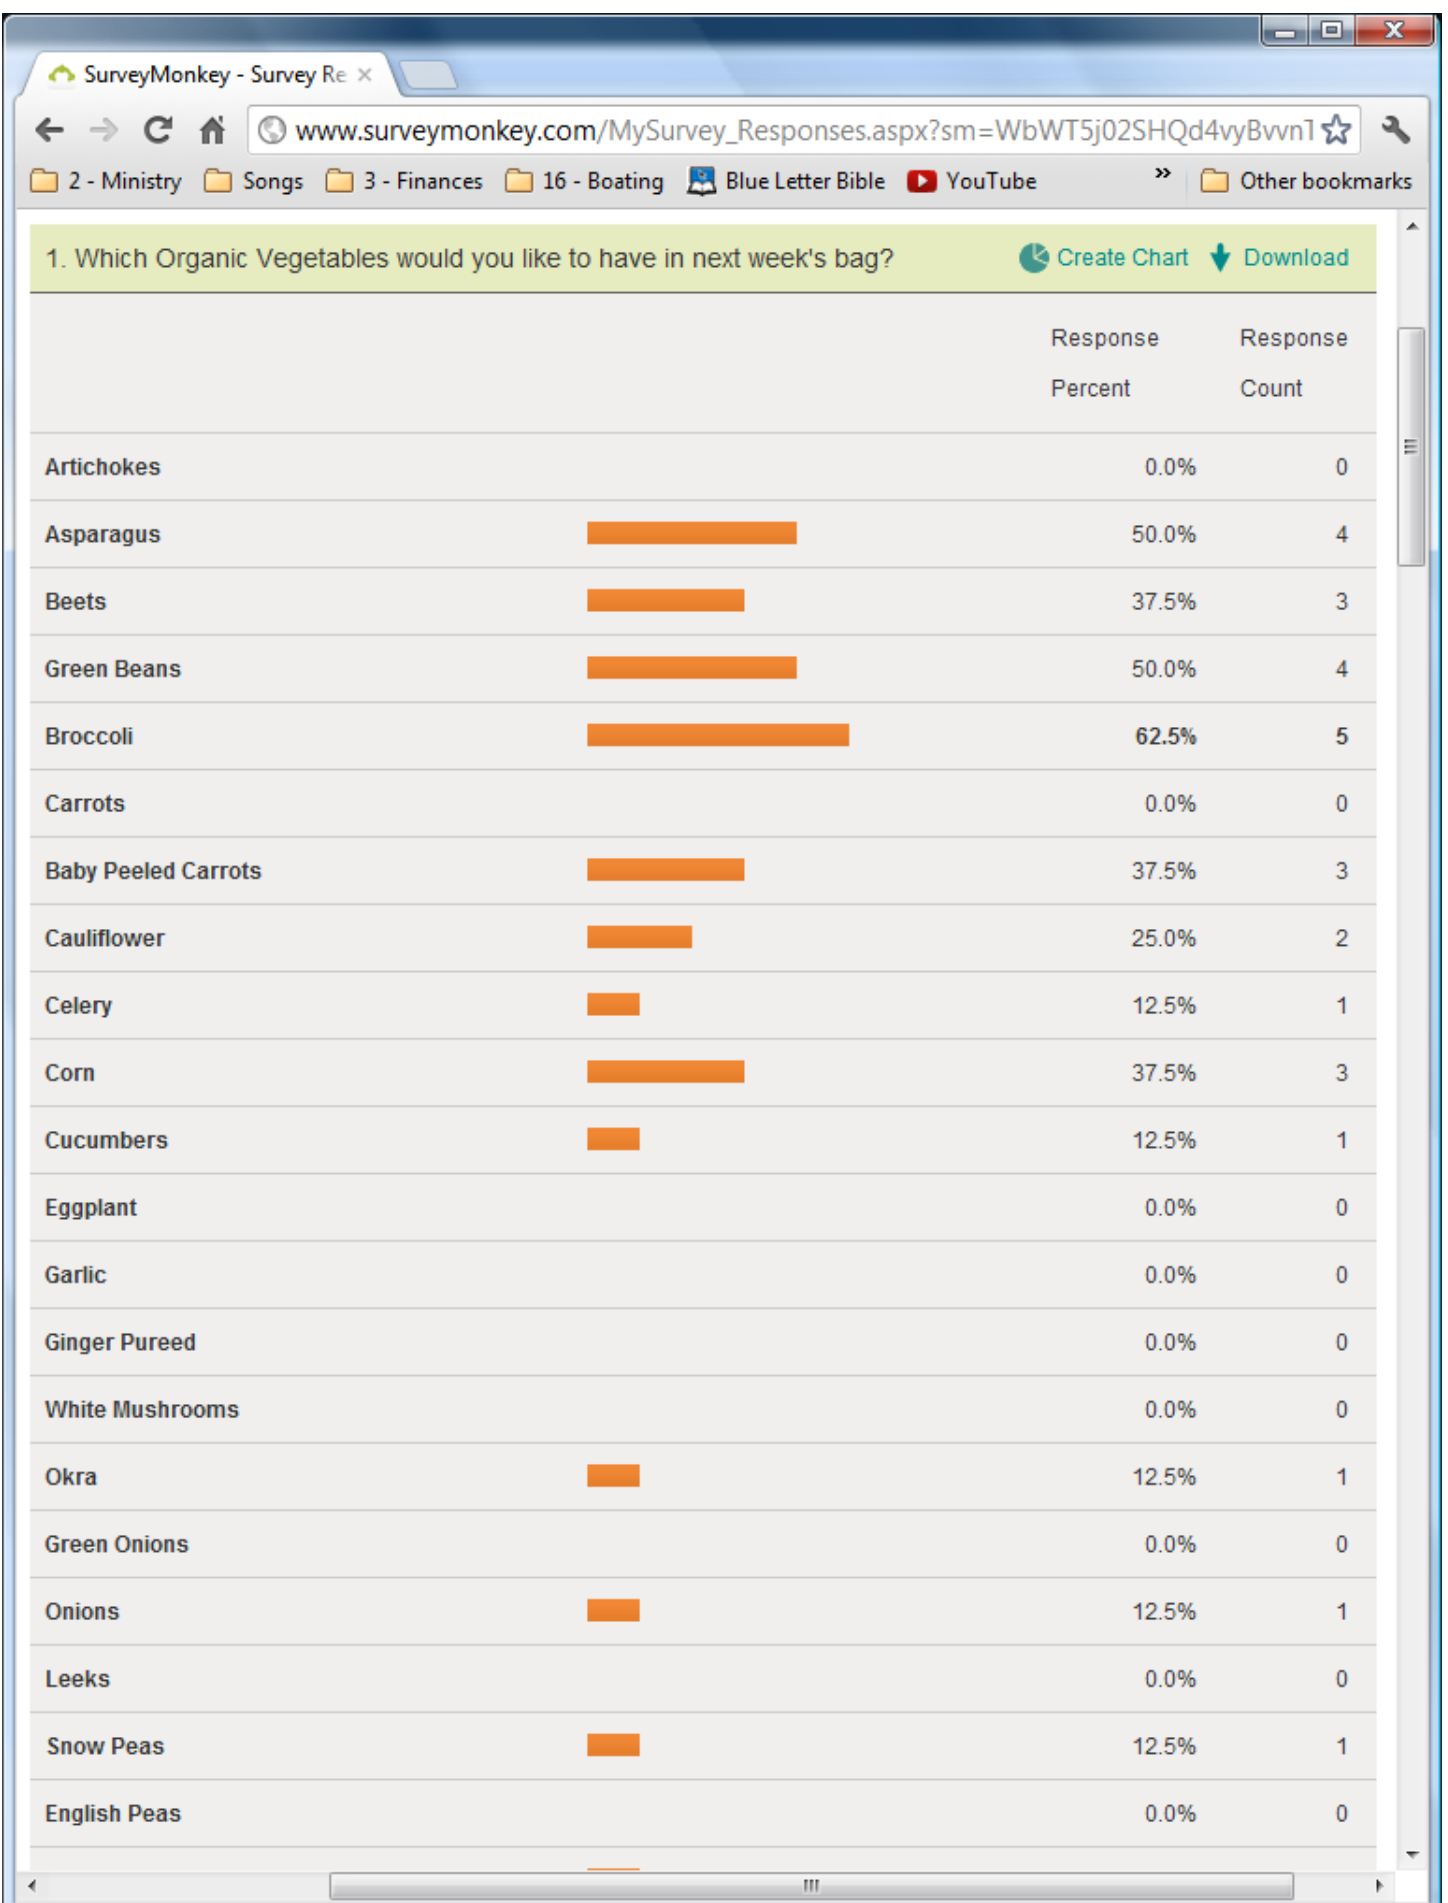 SurveyMonkey - Survey Re
www.surveymonkey.com/MySurvey_Responses.aspx?sm=WbWT5j02SHQd4vyBvvn
2 - Ministry Songs 3 - Finances 16 - Boating Blue Letter Bible YouTube » Other bookmarks
1. Which Organic Vegetables would you like to have in next week's bag? Create Chart Download
Response Response
Percent Count
Artichokes 0.0% 0
Asparagus 50.0% 4
Beets 37.5% 3
Green Beans 50.0% 4
Broccoli 62.5% 5
Carrots 0.0% 0
Baby Peeled Carrots 37.5% 3
Cauliflower 25.0% 2
Celery 12.5% 1
Corn 37.5% 3
Cucumbers 12.5% 1
Eggplant 0.0% 0
Garlic 0.0% 0
Ginger Pureed 0.0% 0
White Mushrooms 0.0% 0
Okra 12.5% 1
Green Onions 0.0% 0
Onions 12.5% 1
Leeks 0.0% 0
Snow Peas 12.5% 1
English Peas 0.0% 0